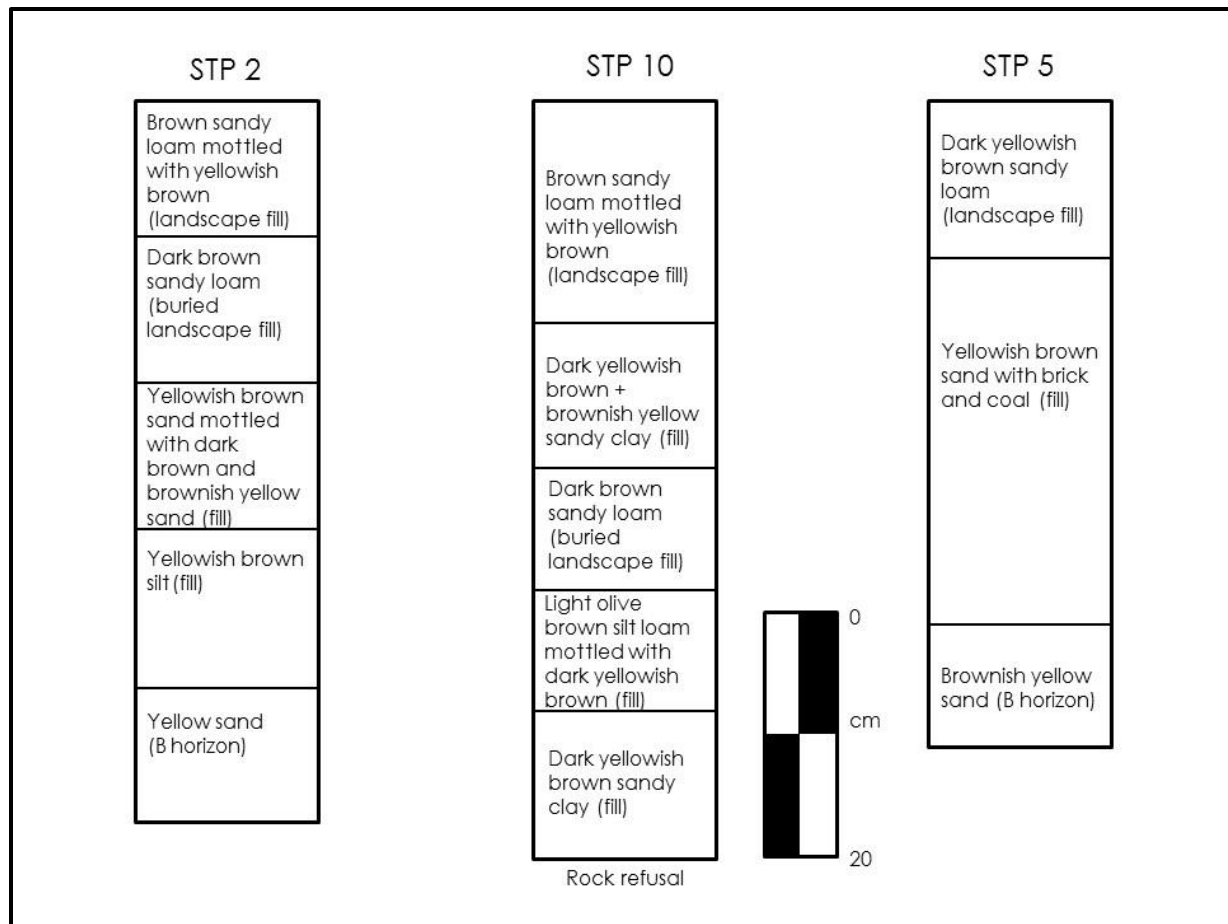 STP 2
Brown sandy
loam mottled
with yellowish
brown
(landscape fill)
Dark brown
sandy loam
(buried
landscape fill)
Yellowish brown
sand mottled
with dark
brown and
brownish yellow
sand (fill)
Yellowish brown
silt (fill)
Yellow sand
(B horizon)
STP 10
Brown sandy
loam mottled
with yellowish
brown
(landscape fill)
Dark yellowish
brown +
brownish yellow
sandy clay (fill)
Dark brown
sandy loam
(buried
landscape fill)
Light olive
brown silt loam
mottled with
dark yellowish
brown (fill)
Dark yellowish
brown sandy
clay (fill)
Rock refusal
STP 5
Dark yellowish
brown sandy
loam
(landscape fill)
Yellowish brown
sand with brick
and coal (fill)
Brownish yellow
sand (B horizon)
0
cm
20